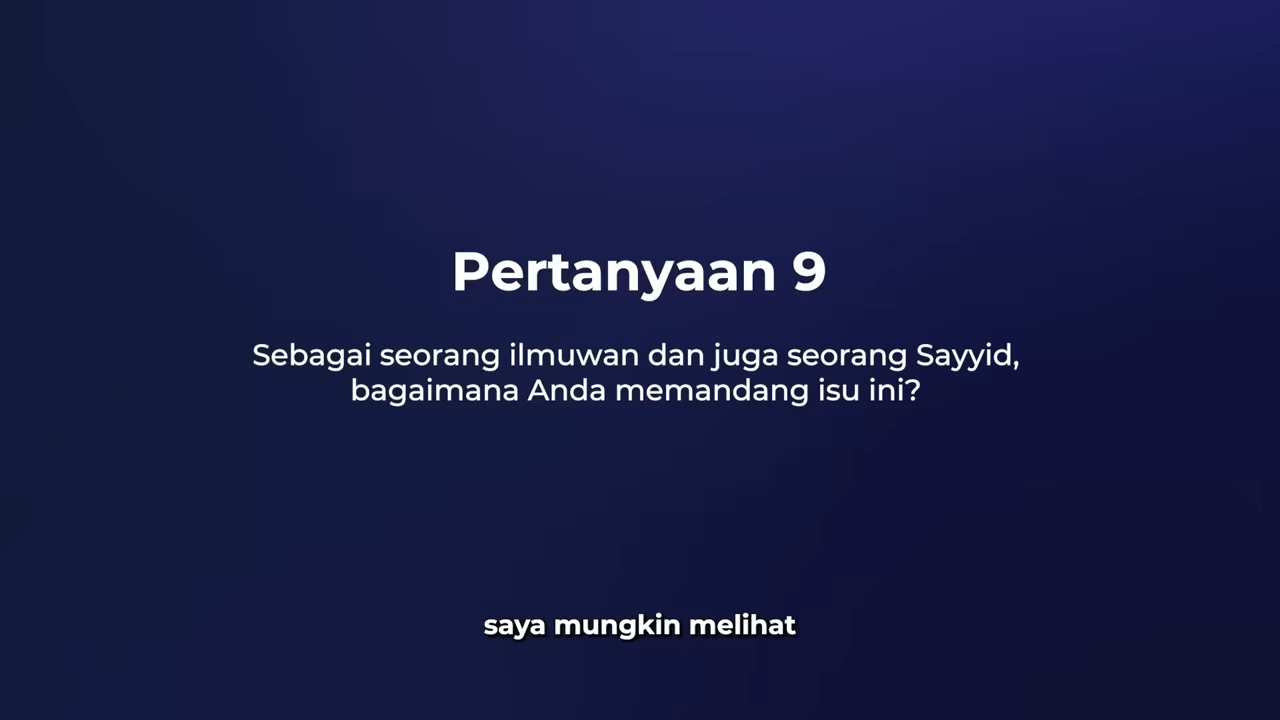 Pertanyaan 9
Sebagai seorang ilmuwan dan juga seorang Sayyid,
bagaimana Anda memandang isu ini?
saya mungkin melihat